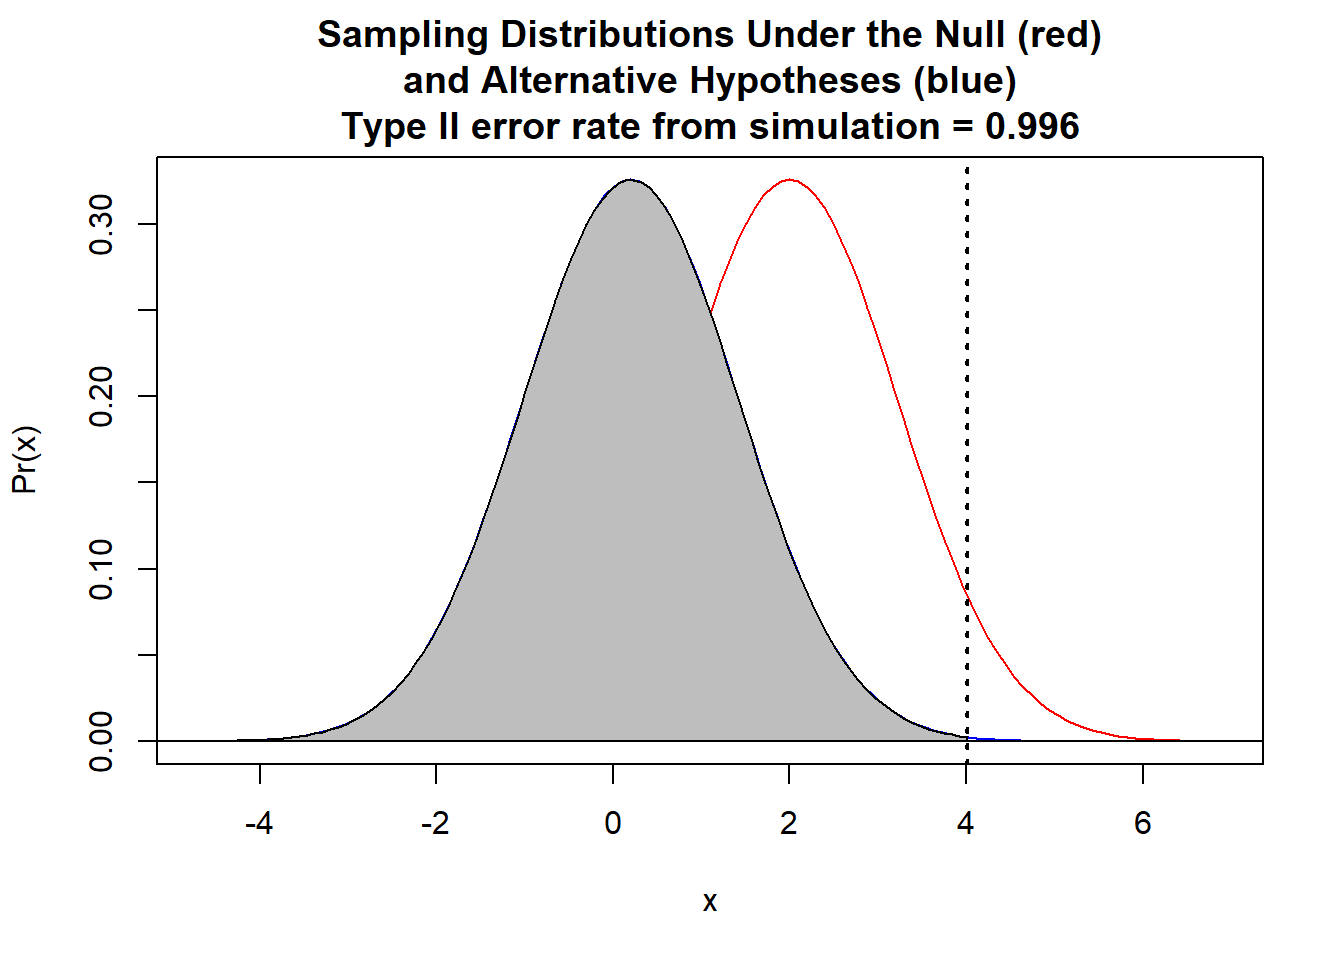 Sampling Distributions Under the Null (red)
and Alternative Hypotheses (blue)
Type II error rate from simulation = 0.996
Pr(x)
0.30
0.20
0.10
0.00
-4 -2 0 2 4 6
x